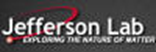 Jefferson Lab
EXPLORING THE NATURE OF MATTER